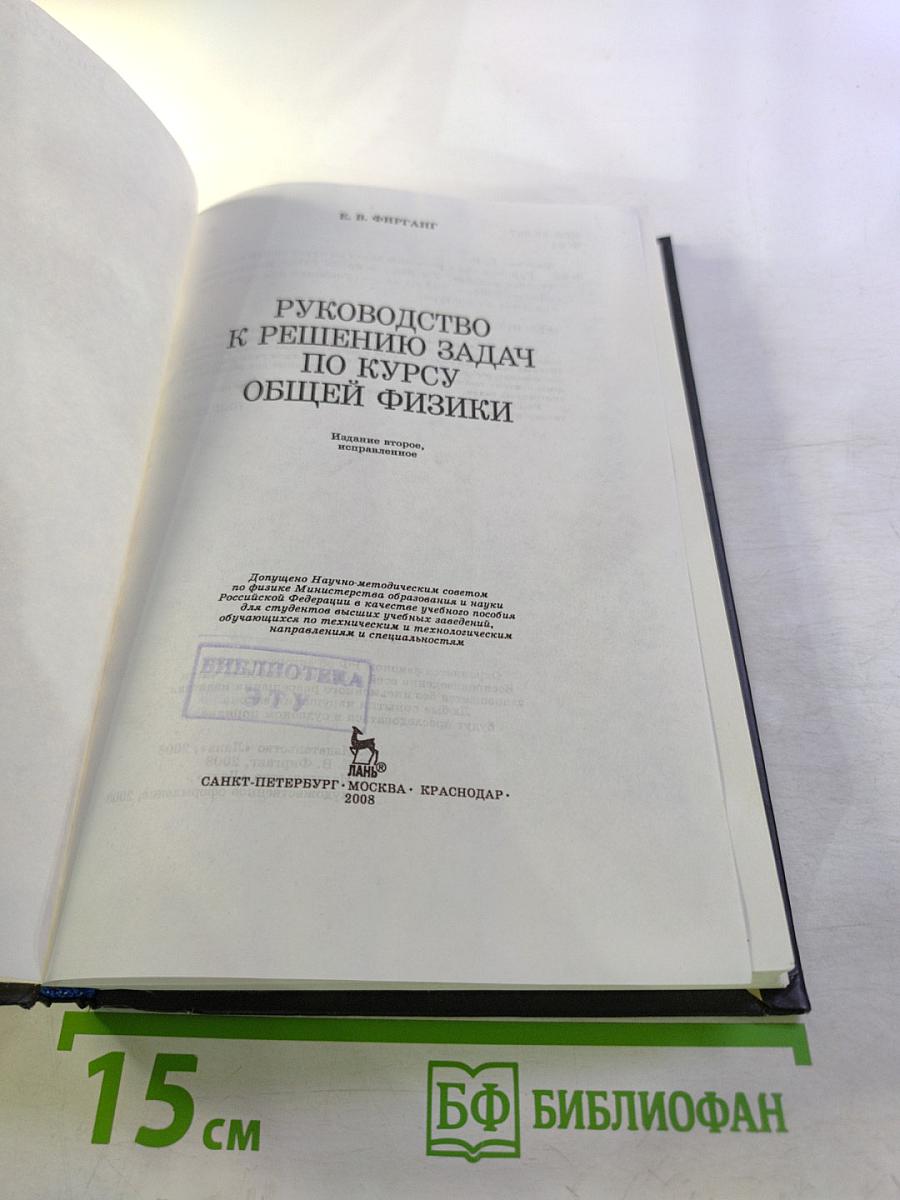 Е. В. ФИРГАНГ
РУКОВОДСТВО
К РЕШЕНИЮ ЗАДАЧ
ПО КУРСУ
ОБЩЕЙ ФИЗИКИ
Издание второе,
исправленное
Допущено Научно-методическим советом
по физике Министерства образования и науки
Российской Федерации в качестве учебного пособия
для студентов высших учебных заведений,
обучающихся по техническим и технологическим
направлениям и специальностям
БИБЛИОТЕКА
ЭТУ
ЛАНЬ®
САНКТ-ПЕТЕРБУРГ · МОСКВА · КРАСНОДАР ·
2008
15 см
БФ БИБЛИОФАН